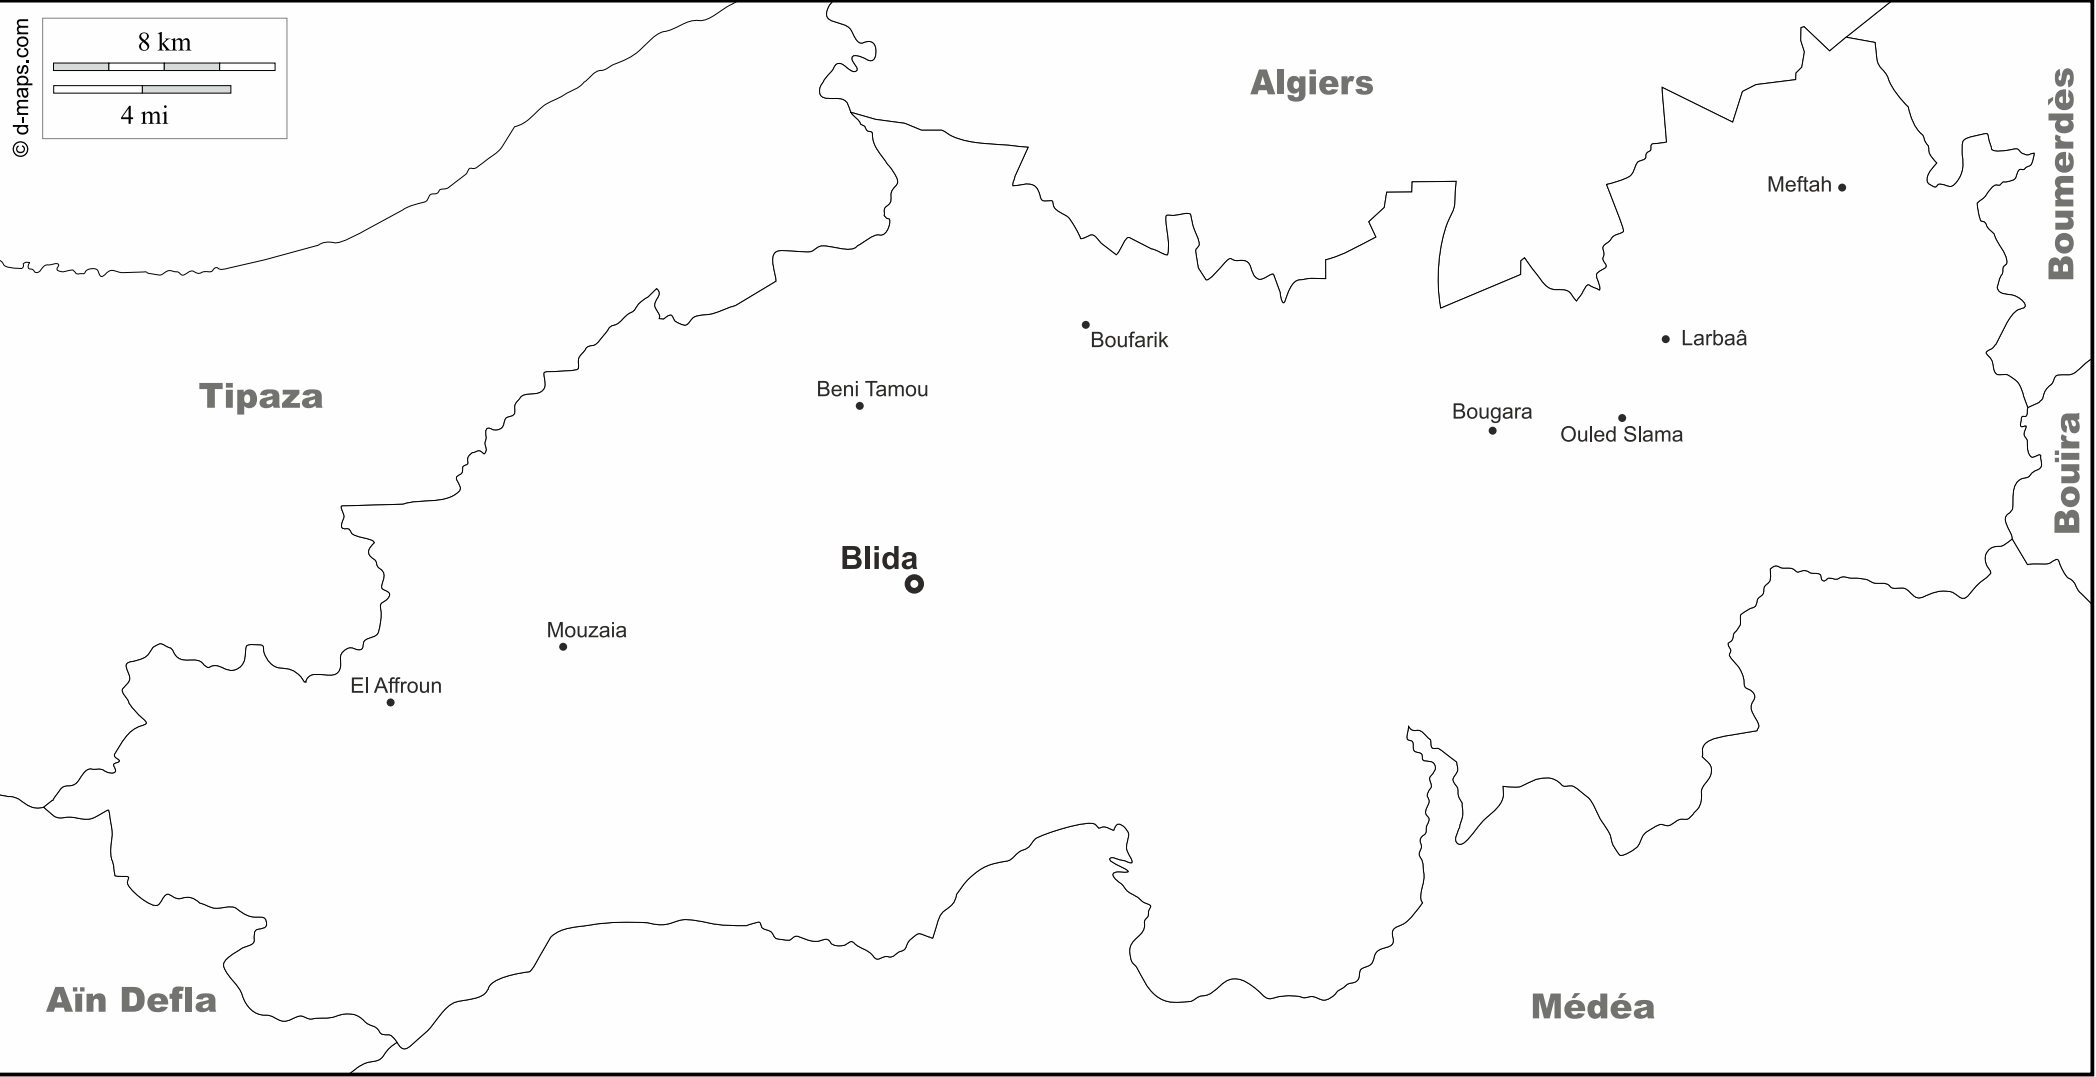 © d-maps.com
8 km
4 mi
Algiers
Boumerdès
Meftah
Boufarik
Larbaâ
Tipaza
Beni Tamou
Bougara
Ouled Slama
Bouïra
Blida
Mouzaia
El Affroun
Aïn Defla
Médéa